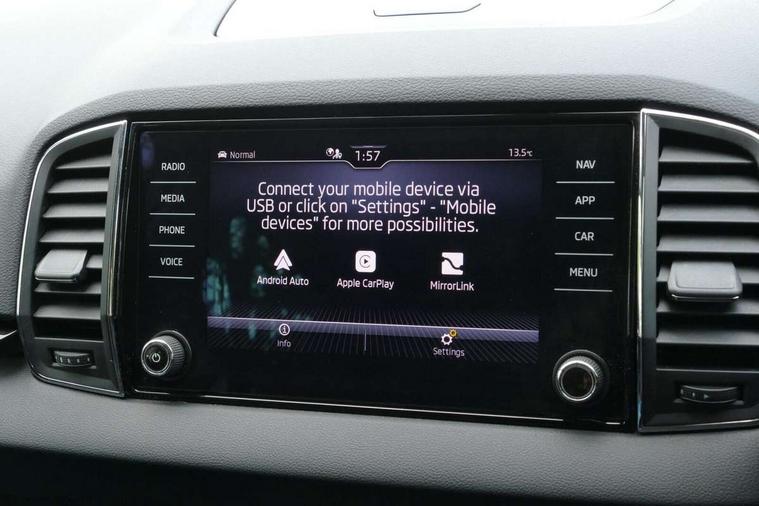 Normal 1:57 13.5°C
RADIO
MEDIA
PHONE
VOICE
Connect your mobile device via
USB or click on "Settings" - "Mobile
devices" for more possibilities.
Android Auto Apple CarPlay MirrorLink
Info Settings
NAV
APP
CAR
MENU